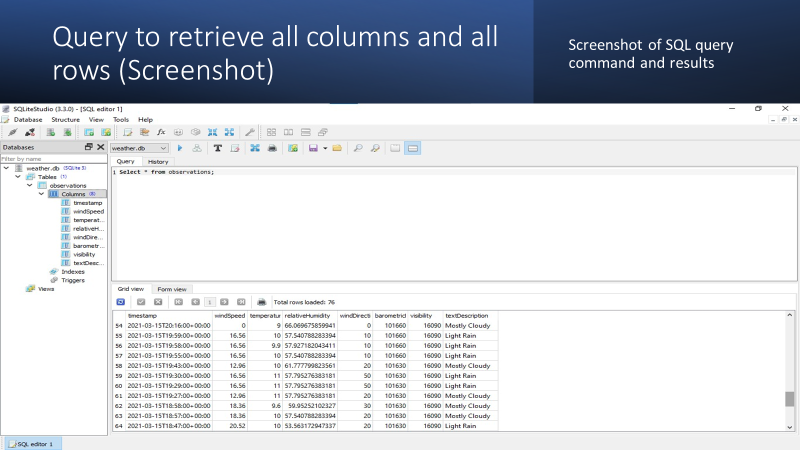 Query to retrieve all columns and all
rows (Screenshot)
Screenshot of SQL query
command and results
SQLiteStudio (3.3.0) - [SQL editor 1]
Database Structure View Tools Help
Databases
Filter by name
weather.db (SQLite 3)
Tables (1)
observations
Columns (8)
timestamp
windSpeed
temperat...
relativeH...
windDire...
barometr...
visibility
textDesc...
Indexes
Triggers
Views
weather.db
Query History
1 Select * from observations;
Grid view Form view
1 Total rows loaded: 76
timestamp windSpeed temperatur relativeHumidity windDirecti barometricl visibility textDescription
54 2021-03-15T20:16:00+00:00 0 9 66.069675859941 0 101660 16090 Mostly Cloudy
55 2021-03-15T19:59:00+00:00 16.56 10 57.540788283394 0 101660 16090 Light Rain
56 2021-03-15T19:58:00+00:00 16.56 9.9 57.927182043411 10 101660 16090 Light Rain
57 2021-03-15T19:55:00+00:00 16.56 10 57.540788283394 10 101660 16090 Light Rain
58 2021-03-15T19:43:00+00:00 12.96 10 61.777799823561 20 101630 16090 Mostly Cloudy
59 2021-03-15T19:30:00+00:00 16.56 11 57.795276383181 50 101630 16090 Light Rain
60 2021-03-15T19:29:00+00:00 16.56 11 57.795276383181 50 101630 16090 Light Rain
61 2021-03-15T19:27:00+00:00 12.96 11 57.795276383181 20 101630 16090 Mostly Cloudy
62 2021-03-15T18:58:00+00:00 18.36 9.6 59.95252102327 30 101630 16090 Mostly Cloudy
63 2021-03-15T18:57:00+00:00 18.36 10 57.540788283394 20 101630 16090 Mostly Cloudy
64 2021-03-15T18:47:00+00:00 20.52 10 53.563172947337 20 101630 16090 Light Rain
SQL editor 1